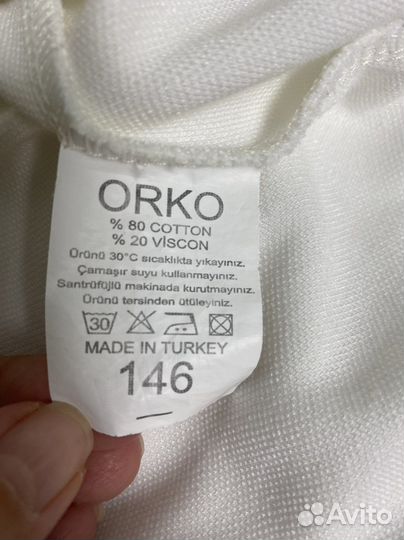 ORKO
% 80 COTTON
% 20 VİSCON
Ürünü 30°C sıcaklıkta yıkayınız.
Çamaşır suyu kullanmayınız.
Santrüfüjlü makinada kurutmayınız.
Ürünü tersinden ütüleyiniz.
30
MADE IN TURKEY
146
Avito